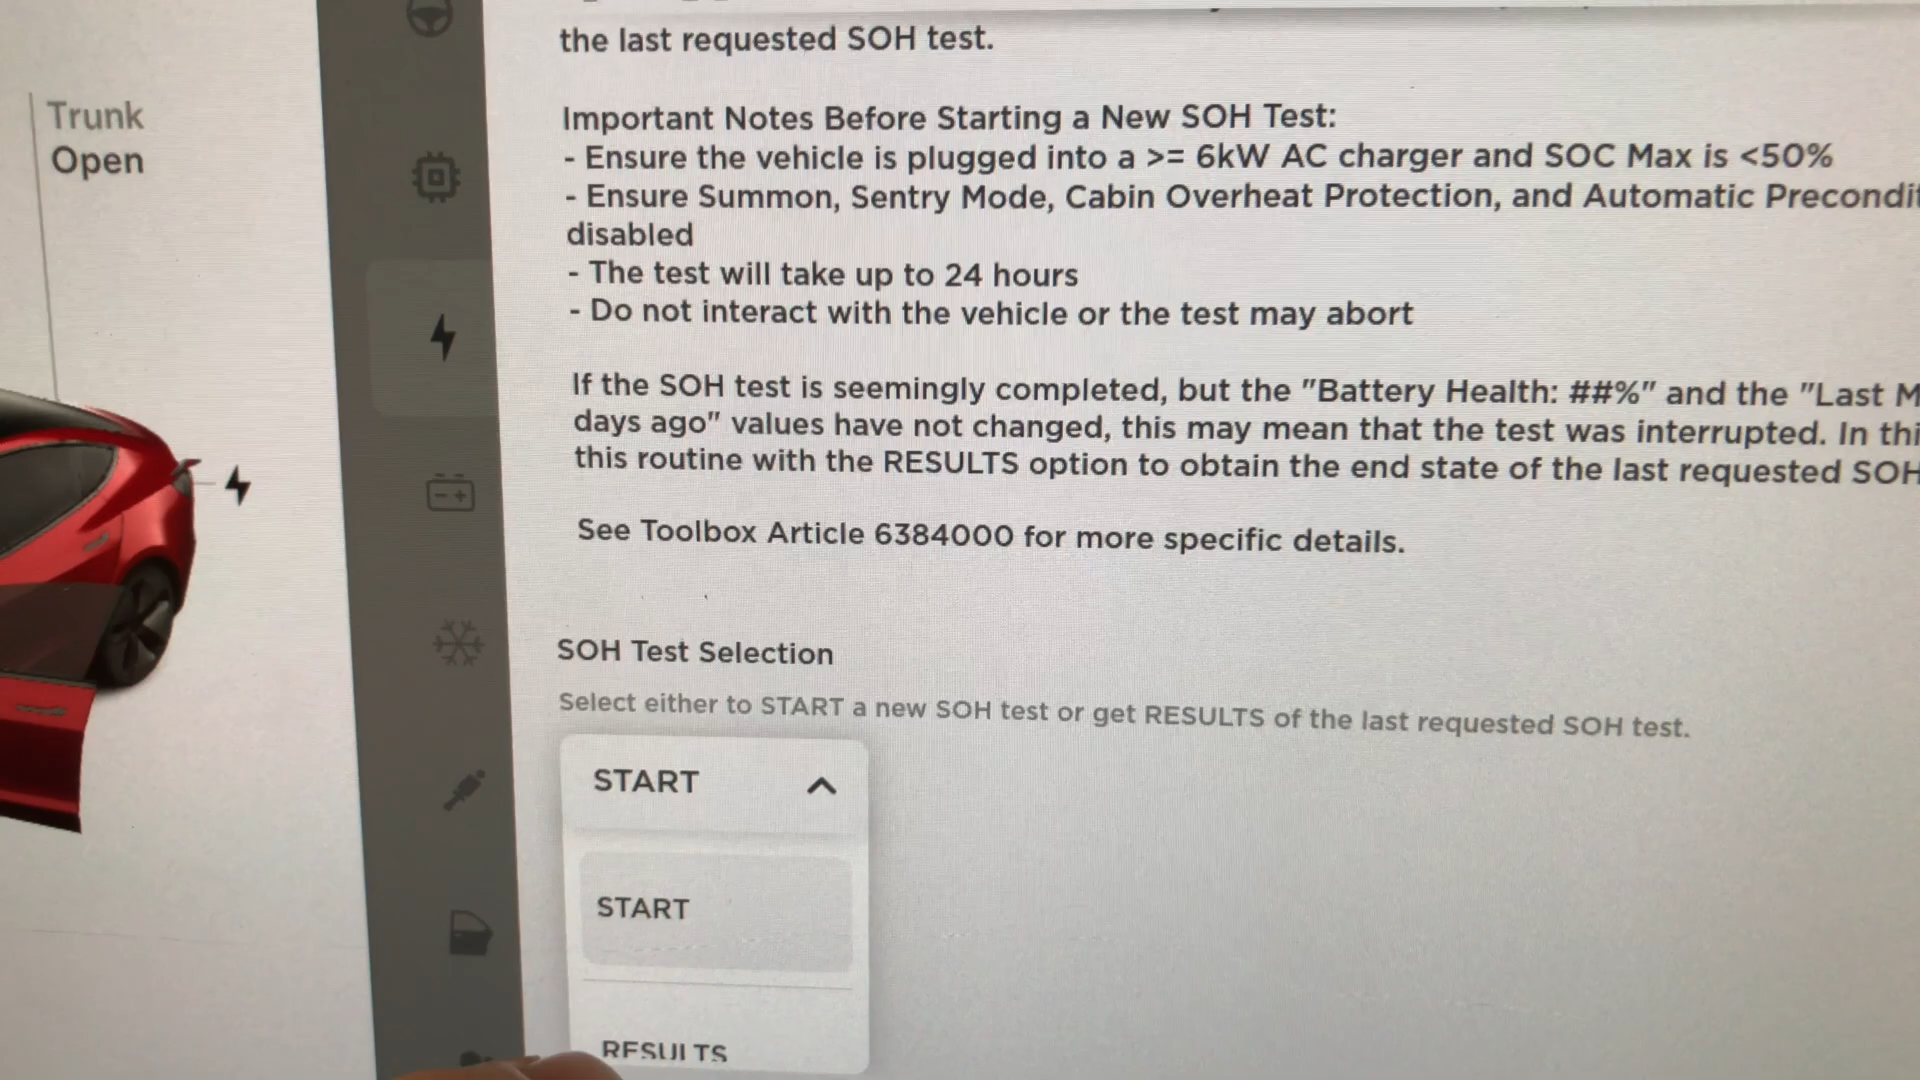 the last requested SOH test.
Important Notes Before Starting a New SOH Test:
- Ensure the vehicle is plugged into a >= 6kW AC charger and SOC Max is <50%
- Ensure Summon, Sentry Mode, Cabin Overheat Protection, and Automatic Precondit
disabled
- The test will take up to 24 hours
- Do not interact with the vehicle or the test may abort
If the SOH test is seemingly completed, but the "Battery Health: ##%" and the "Last M
days ago" values have not changed, this may mean that the test was interrupted. In thi
this routine with the RESULTS option to obtain the end state of the last requested SOH
See Toolbox Article 6384000 for more specific details.
SOH Test Selection
Select either to START a new SOH test or get RESULTS of the last requested SOH test.
START
START
RESULTS
Trunk
Open